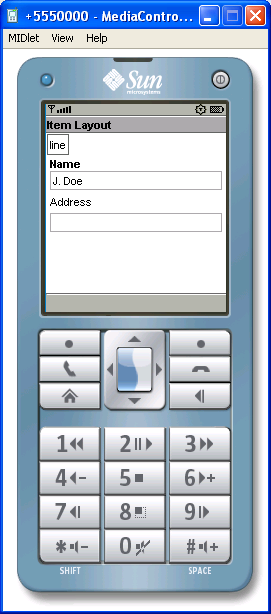 +5550000 - MediaContro...
MIDlet View Help
Sun
microsystems
Item Layout
line
Name
J. Doe
Address
1 2 3
4 - 5 6 +
7 8 9
* - 0 # +
SHIFT SPACE